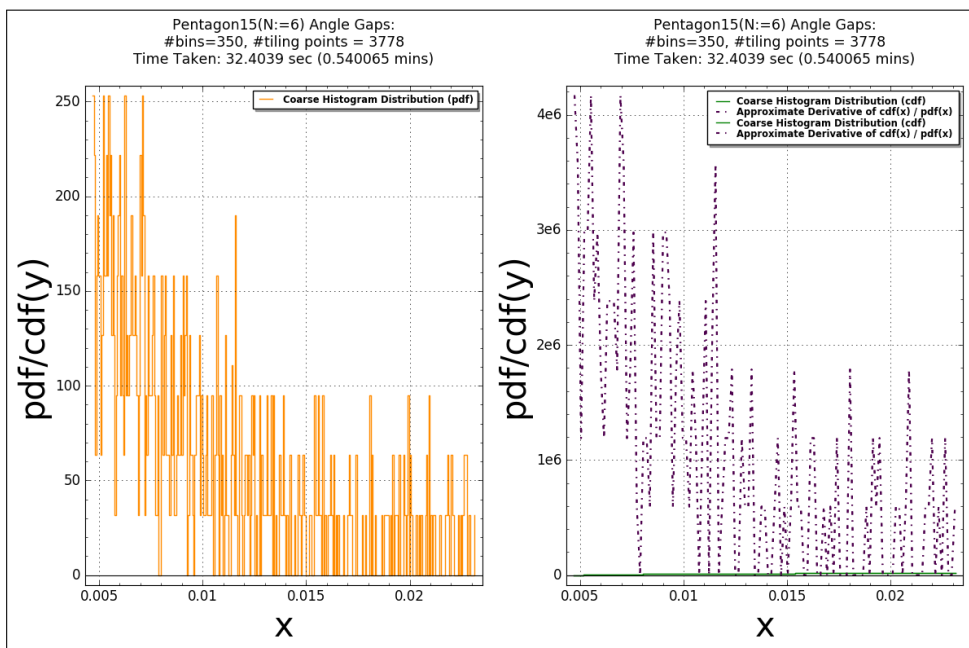 Pentagon15(N:=6) Angle Gaps:
#bins=350, #tiling points = 3778
Time Taken: 32.4039 sec (0.540065 mins)
Coarse Histogram Distribution (pdf)
250
200
150
100
50
0
pdf/cdf(y)
0.005 0.01 0.015 0.02
x
Pentagon15(N:=6) Angle Gaps:
#bins=350, #tiling points = 3778
Time Taken: 32.4039 sec (0.540065 mins)
Coarse Histogram Distribution (cdf)
Approximate Derivative of cdf(x) / pdf(x)
Coarse Histogram Distribution (cdf)
Approximate Derivative of cdf(x) / pdf(x)
4e6
3e6
2e6
1e6
0
pdf/cdf(y)
0.005 0.01 0.015 0.02
x